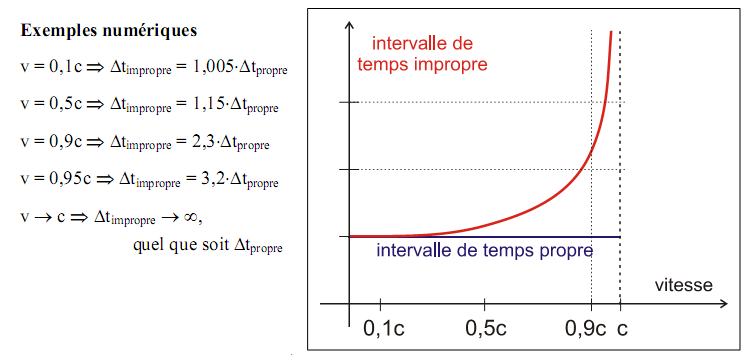 Exemples numériques
v = 0,1c ⇒ Δtimpropre = 1,005·Δtpropre
v = 0,5c ⇒ Δtimpropre = 1,15·Δtpropre
v = 0,9c ⇒ Δtimpropre = 2,3·Δtpropre
v = 0,95c ⇒ Δtimpropre = 3,2·Δtpropre
v → c ⇒ Δtimpropre → ∞,
quel que soit Δtpropre
intervalle de
temps impropre
intervalle de temps propre
vitesse
0,1c 0,5c 0,9c c